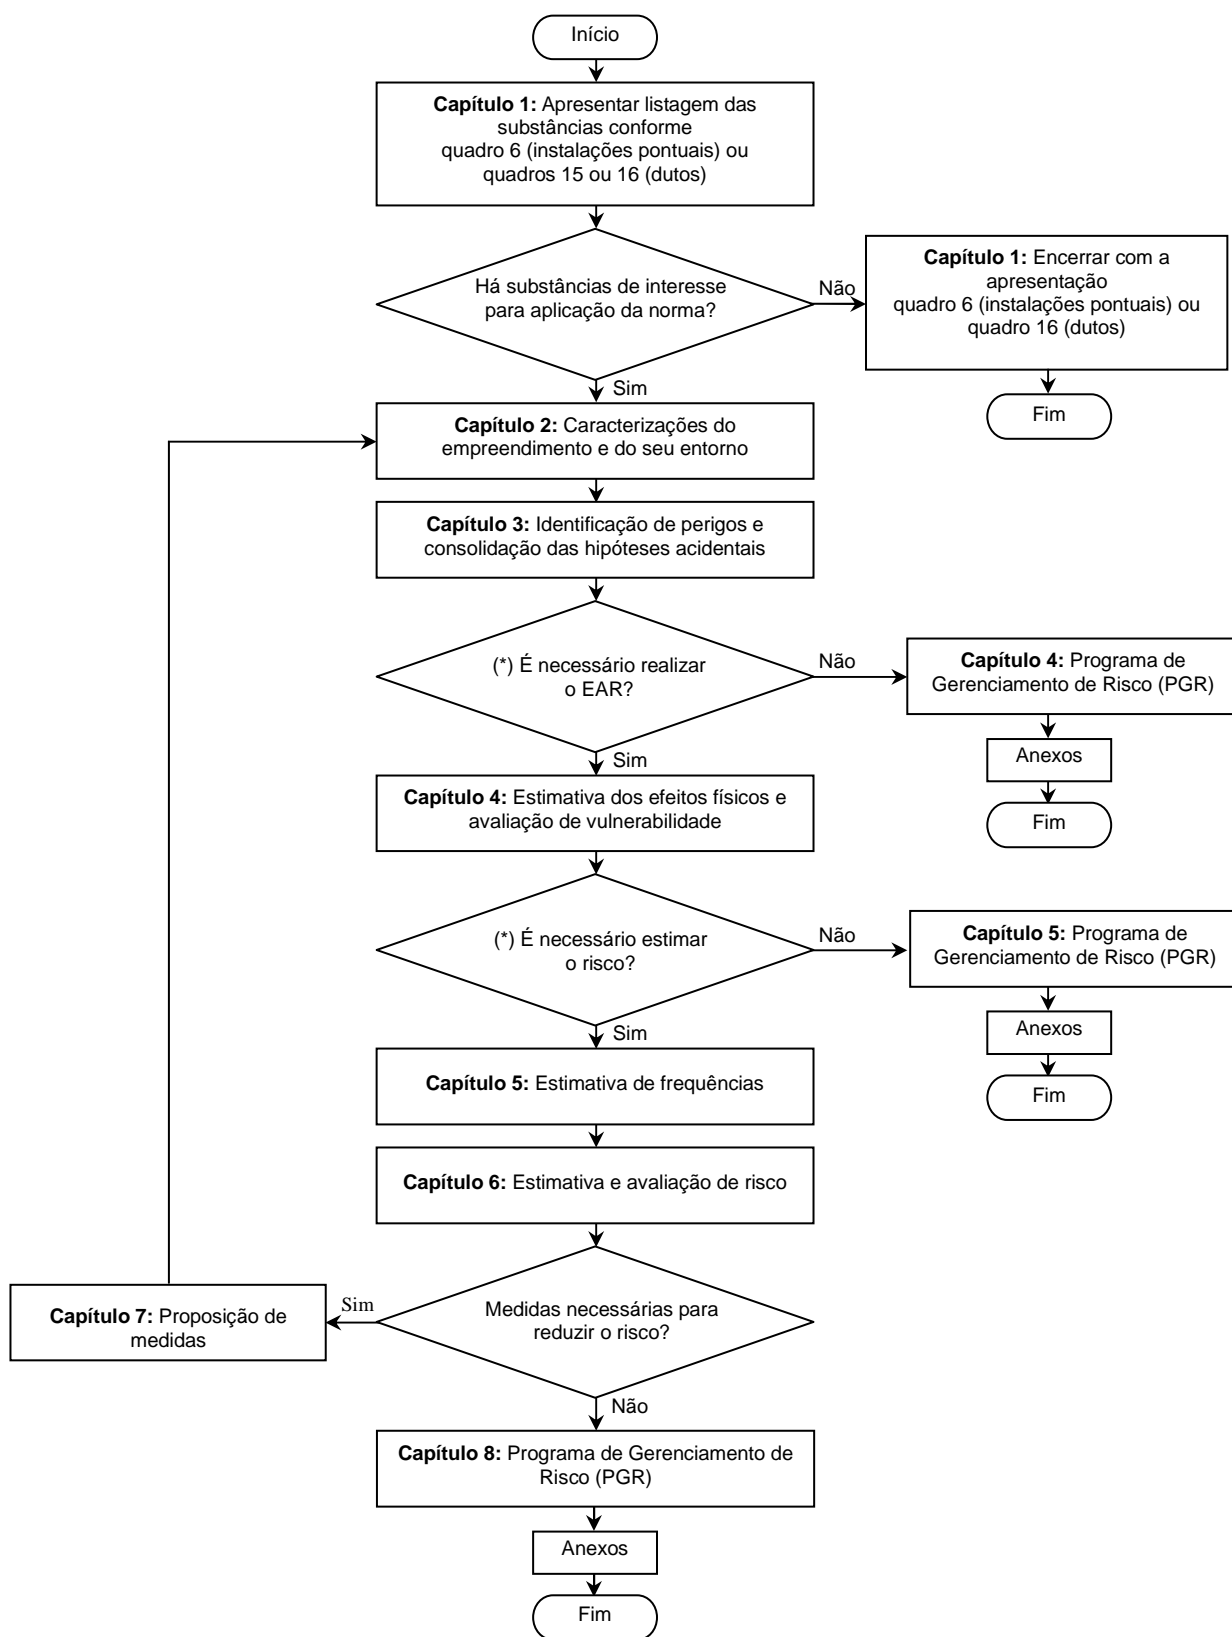 Início
Capítulo 1: Apresentar listagem das
substâncias conforme
quadro 6 (instalações pontuais) ou
quadros 15 ou 16 (dutos)
Há substâncias de interesse
para aplicação da norma?
Não
Capítulo 1: Encerrar com a
apresentação
quadro 6 (instalações pontuais) ou
quadro 16 (dutos)
Fim
Sim
Capítulo 2: Caracterizações do
empreendimento e do seu entorno
Capítulo 3: Identificação de perigos e
consolidação das hipóteses acidentais
(*) É necessário realizar
o EAR?
Não
Capítulo 4: Programa de
Gerenciamento de Risco (PGR)
Anexos
Fim
Sim
Capítulo 4: Estimativa dos efeitos físicos e
avaliação de vulnerabilidade
(*) É necessário estimar
o risco?
Não
Capítulo 5: Programa de
Gerenciamento de Risco (PGR)
Anexos
Fim
Sim
Capítulo 5: Estimativa de frequências
Capítulo 6: Estimativa e avaliação de risco
Medidas necessárias para
reduzir o risco?
Sim
Capítulo 7: Proposição de
medidas
Não
Capítulo 8: Programa de Gerenciamento de
Risco (PGR)
Anexos
Fim